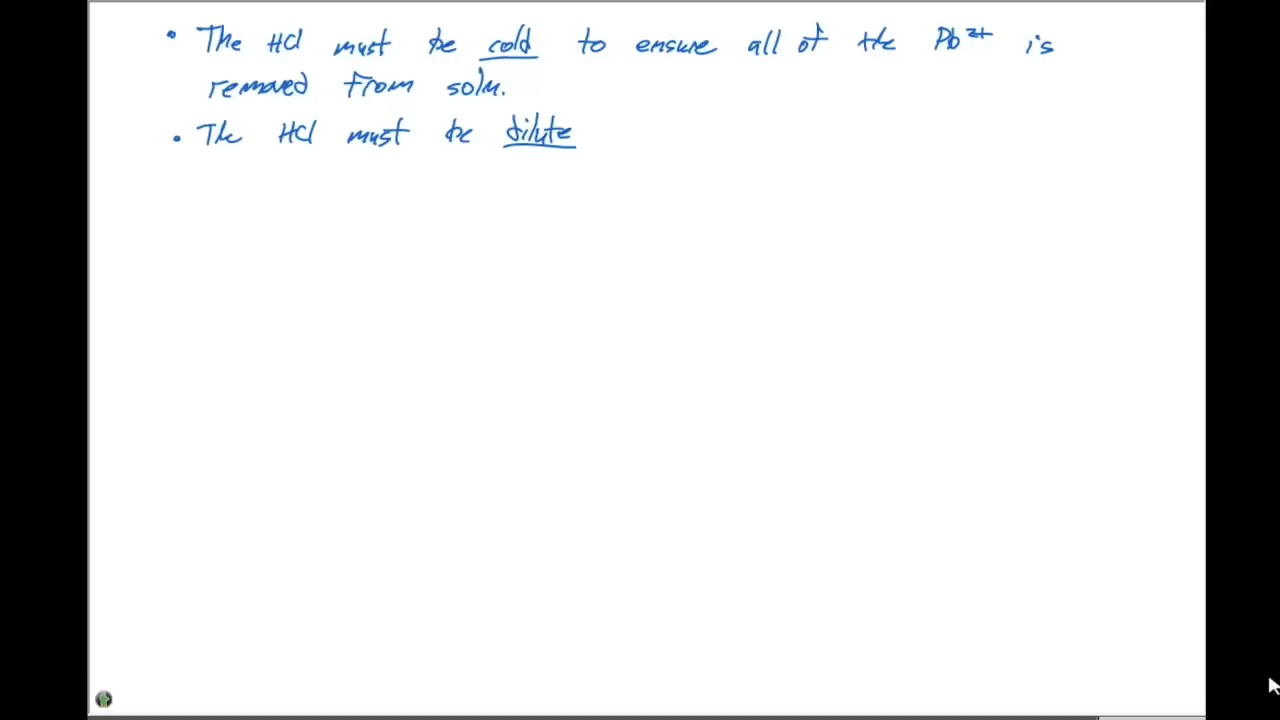 • The HCl must be cold to ensure all of the Pb²⁺ is
removed from soln.
• The HCl must be dilute